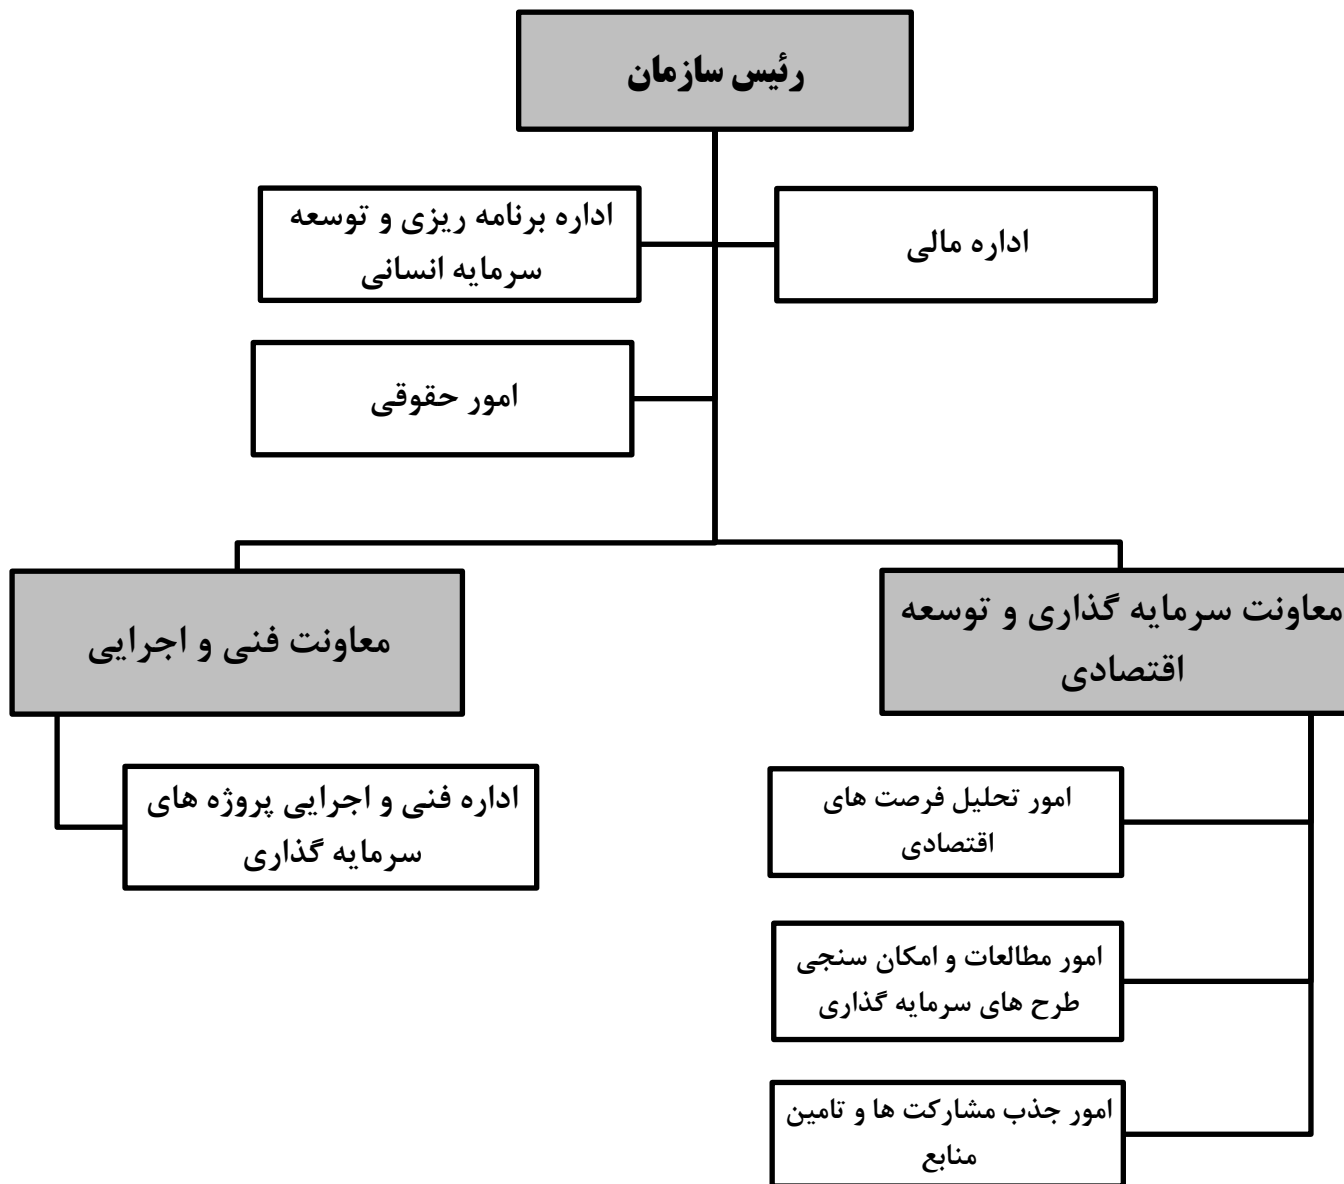 رئیس سازمان
اداره مالی
اداره برنامه ریزی و توسعه
سرمایه انسانی
امور حقوقی
معاونت سرمایه گذاری و توسعه
اقتصادی
معاونت فنی و اجرایی
امور تحلیل فرصت های
اقتصادی
امور مطالعات و امکان سنجی
طرح های سرمایه گذاری
امور جذب مشارکت ها و تامین
منابع
اداره فنی و اجرایی پروژه های
سرمایه گذاری